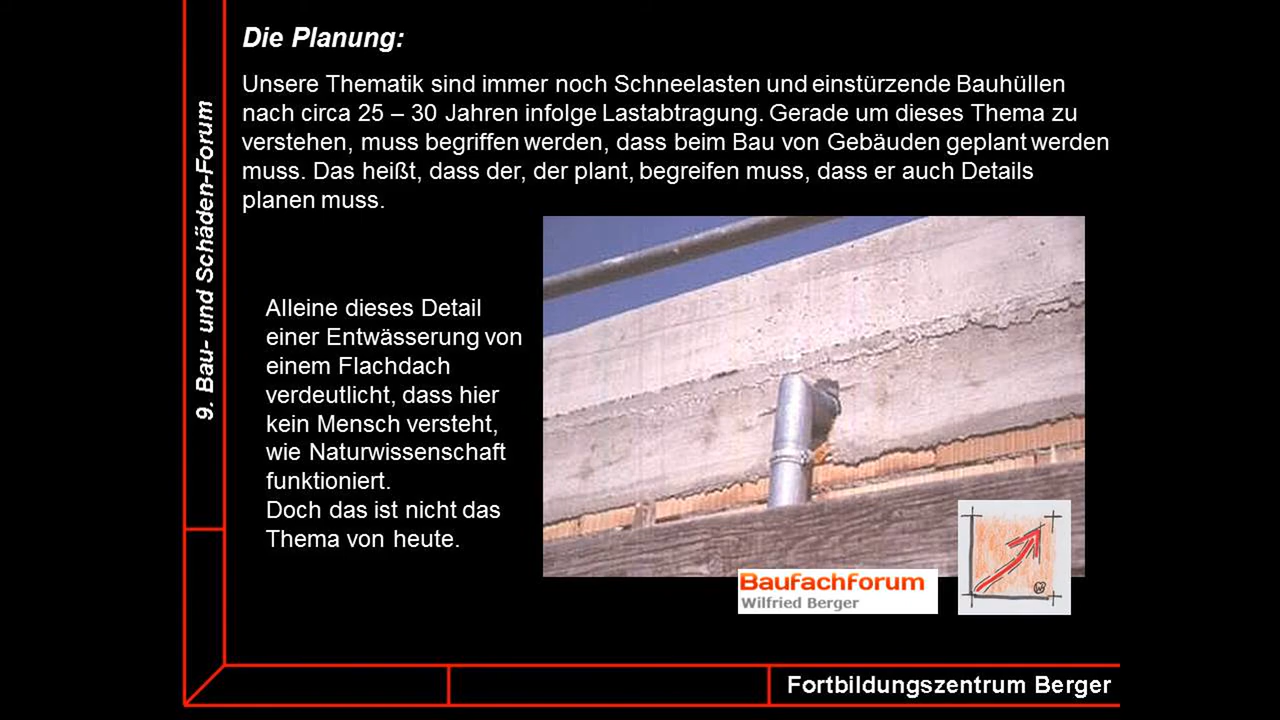 Die Planung:
Unsere Thematik sind immer noch Schneelasten und einstürzende Bauhüllen
nach circa 25 – 30 Jahren infolge Lastabtragung. Gerade um dieses Thema zu
verstehen, muss begriffen werden, dass beim Bau von Gebäuden geplant werden
muss. Das heißt, dass der, der plant, begreifen muss, dass er auch Details
planen muss.
9. Bau- und Schäden-Forum
Alleine dieses Detail
einer Entwässerung von
einem Flachdach
verdeutlicht, dass hier
kein Mensch versteht,
wie Naturwissenschaft
funktioniert.
Doch das ist nicht das
Thema von heute.
BauFachForum
Wilfried Berger
Fortbildungszentrum Berger